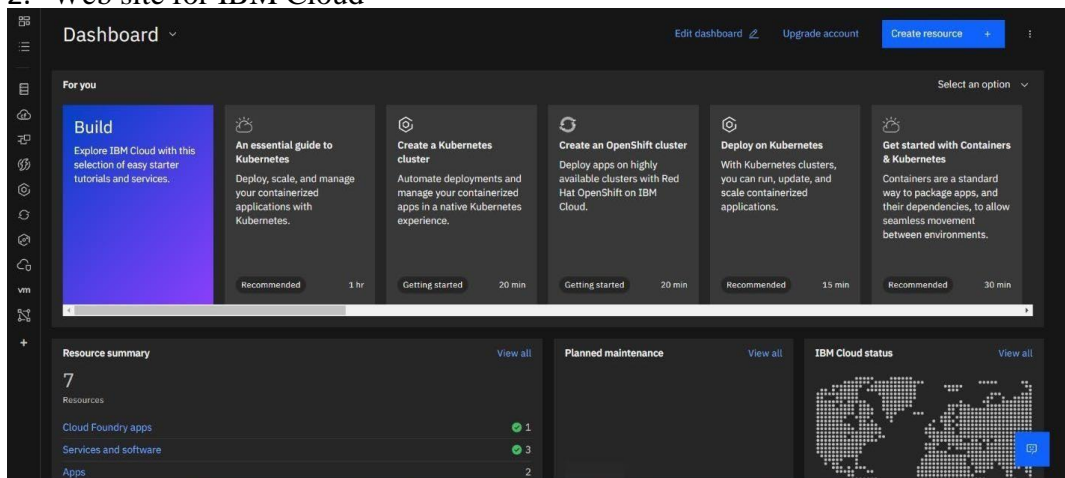 2. Web site for IBM Cloud
Dashboard
Edit dashboard
Upgrade account
Create resource +
For you
Select an option
Build
Explore IBM Cloud with this
selection of easy starter
tutorials and services.
An essential guide to
Kubernetes
Deploy, scale, and manage
your containerized
applications with
Kubernetes.
Recommended 1 hr
Create a Kubernetes
cluster
Automate deployments and
manage your containerized
apps in a native Kubernetes
experience.
Getting started 20 min
Create an OpenShift cluster
Deploy apps on highly
available clusters with Red
Hat OpenShift on IBM
Cloud.
Getting started 20 min
Deploy on Kubernetes
With Kubernetes clusters,
you can run, update, and
scale containerized
applications.
Recommended 15 min
Get started with Containers
& Kubernetes
Containers are a standard
way to package apps, and
their dependencies, to allow
seamless movement
between environments.
Recommended 30 min
vm
Resource summary View all
7
Resources
Cloud Foundry apps 1
Services and software 3
Apps 2
Planned maintenance View all
IBM Cloud status View all